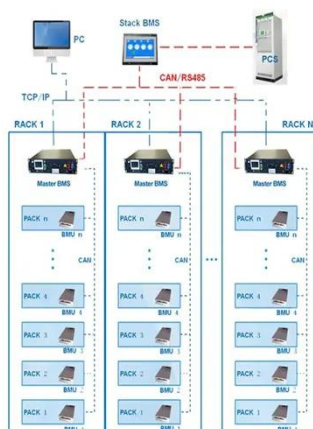 Stack BMS
PC
PCS
CAN/RS485
TCP/IP
RACK 1
RACK 2
RACK N
Master BMS
Master BMS
Master BMS
PACK n
PACK n
PACK n
BMU n
BMU n
BMU n
CAN
CAN
CAN
...
PACK 4
PACK 4
PACK 4
BMU 4
BMU 4
BMU 4
PACK 3
PACK 3
PACK 3
BMU 3
BMU 3
BMU 3
PACK 2
PACK 2
PACK 2
BMU 2
BMU 2
BMU 2
PACK 1
PACK 1
PACK 1